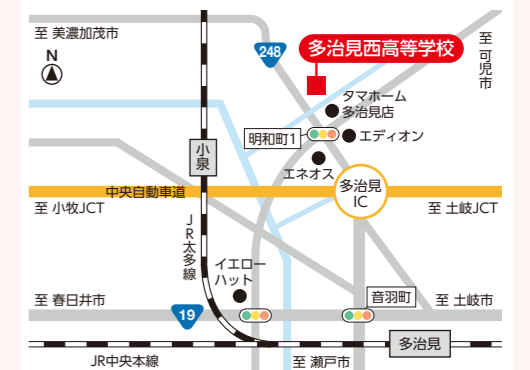 至 美濃加茂市
N
248
多治見西高等学校
至 可児市
タマホーム
多治見店
明和町1
エディオン
小泉
エネオス
中央自動車道
多治見
IC
至 小牧JCT
至 土岐JCT
JR太多線
イエロー
ハット
至 春日井市
19
音羽町
至 土岐市
多治見
JR中央本線
至 瀬戸市